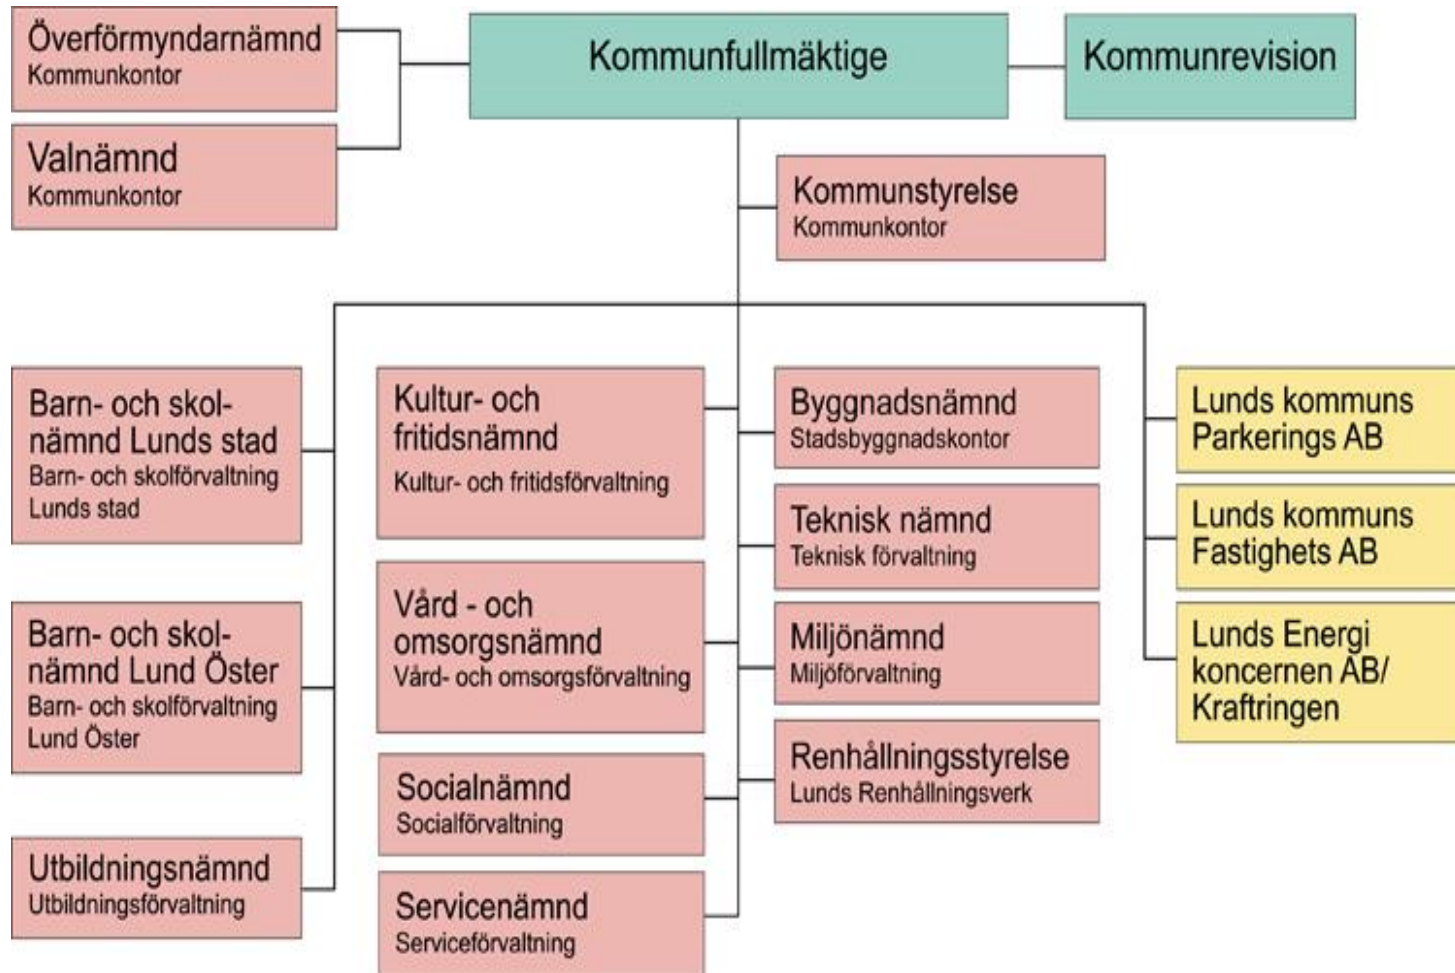 Överförmyndarnämnd
Kommunkontor
Valnämnd
Kommunkontor
Kommunfullmäktige
Kommunrevision
Kommunstyrelse
Kommunkontor
Barn- och skol-
nämnd Lunds stad
Barn- och skolförvaltning
Lunds stad
Barn- och skol-
nämnd Lund Öster
Barn- och skolförvaltning
Lund Öster
Utbildningsnämnd
Utbildningsförvaltning
Kultur- och
fritidsnämnd
Kultur- och fritidsförvaltning
Vård - och
omsorgsnämnd
Vård- och omsorgsförvaltning
Socialnämnd
Socialförvaltning
Servicenämnd
Serviceförvaltning
Byggnadsnämnd
Stadsbyggnadskontor
Teknisk nämnd
Teknisk förvaltning
Miljönämnd
Miljöförvaltning
Renhållningsstyrelse
Lunds Renhållningsverk
Lunds kommuns
Parkerings AB
Lunds kommuns
Fastighets AB
Lunds Energi
koncernen AB/
Kraftringen